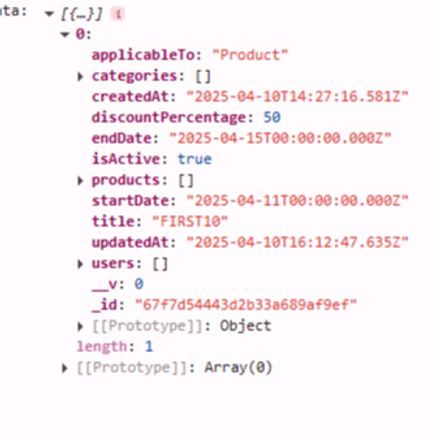 ata: ▼ [{…}] i
▼ 0:
applicableTo: "Product"
▶ categories: []
createdAt: "2025-04-10T14:27:16.581Z"
discountPercentage: 50
endDate: "2025-04-15T00:00:00.000Z"
isActive: true
▶ products: []
startDate: "2025-04-11T00:00:00.000Z"
title: "FIRST10"
updatedAt: "2025-04-10T16:12:47.635Z"
▶ users: []
__v: 0
_id: "67f7d54443d2b33a689af9ef"
▶ [[Prototype]]: Object
length: 1
▶ [[Prototype]]: Array(0)